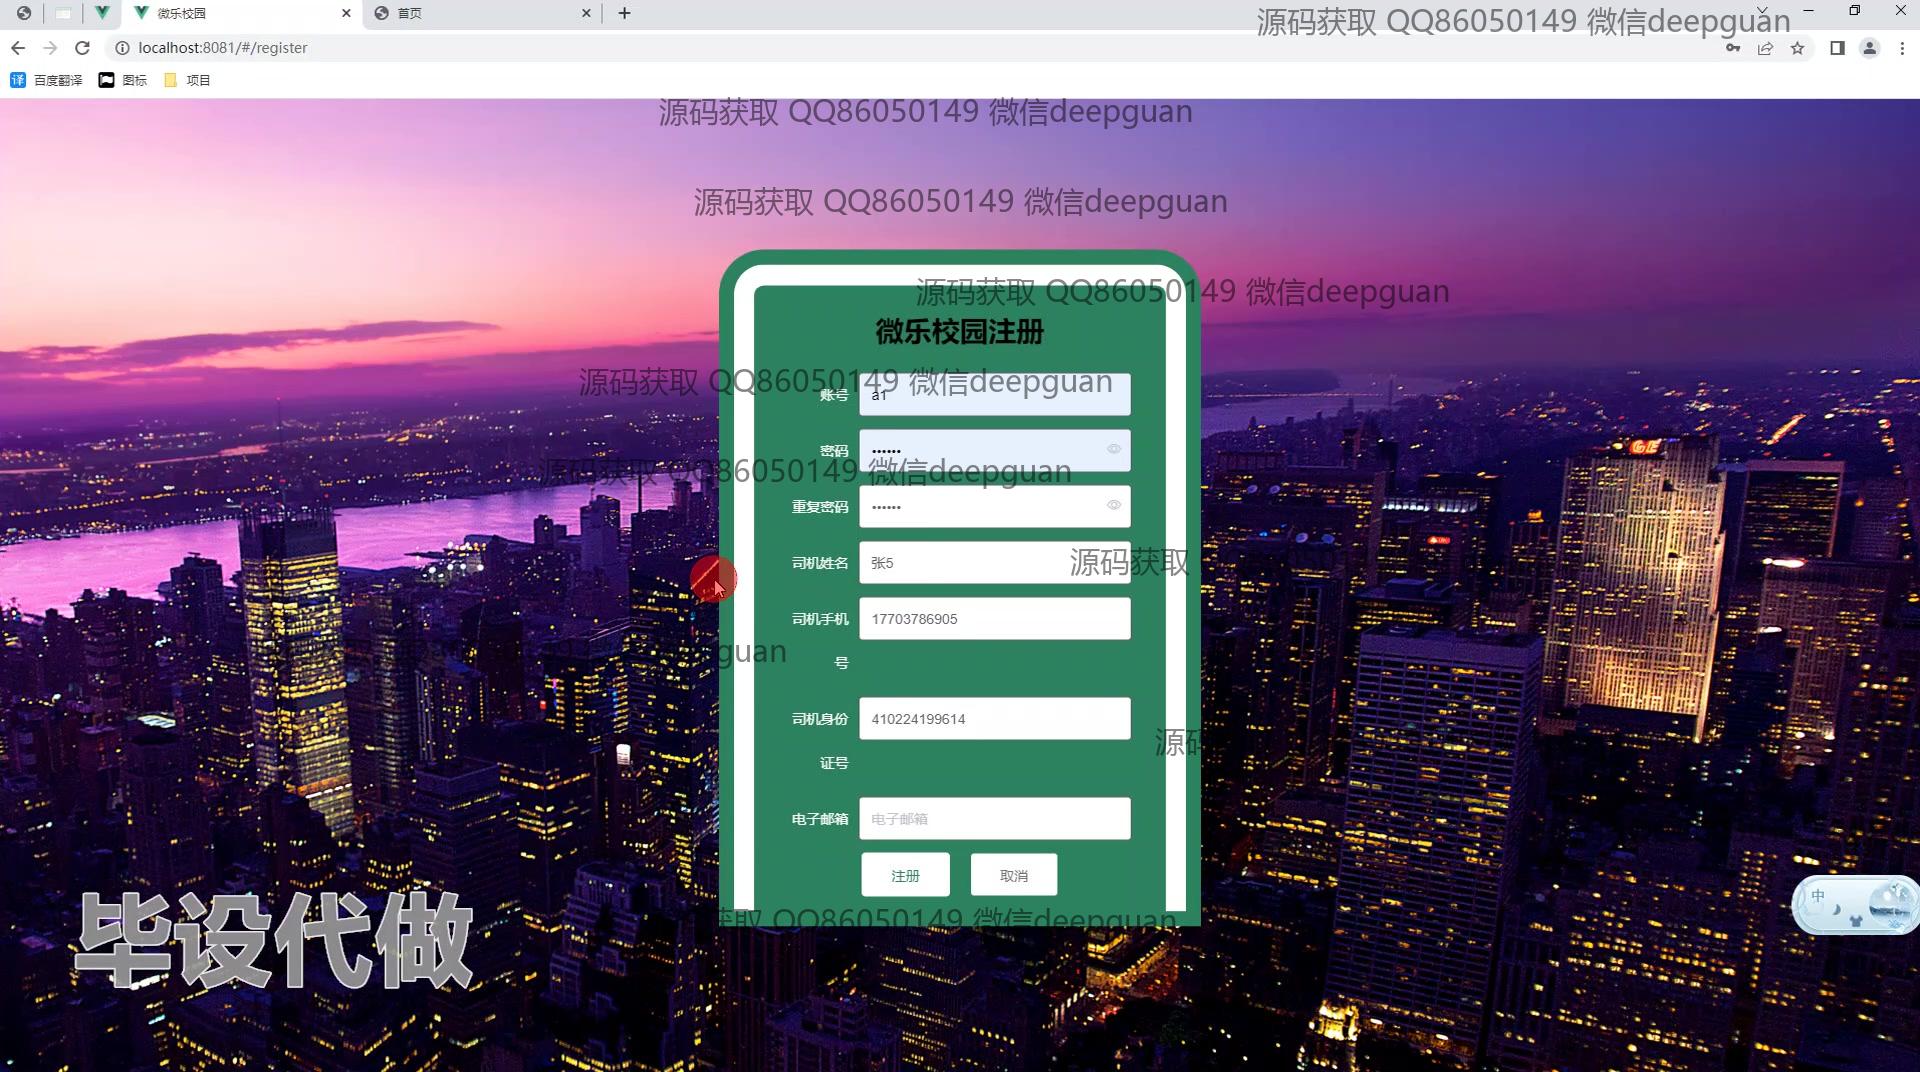 微乐校园
首页
源码获取 QQ86050149 微信deepguan
localhost:8081/#/register
译 百度翻译
图标
项目
源码获取 QQ86050149 微信deepguan
源码获取 QQ86050149 微信deepguan
源码获取 QQ86050149 微信deepguan
微乐校园注册
源码获取 QQ86050149 微信deepguan
账号 a1
密码 ••••••
源码获取 QQ86050149 微信deepguan
重复密码 ••••••
司机姓名 张5
源码获取
司机手机号 17703786905
guan
司机身份证号 410224199614
源码
电子邮箱 电子邮箱
注册 取消
获取 QQ86050149 微信deepguan
毕设代做
中
GE